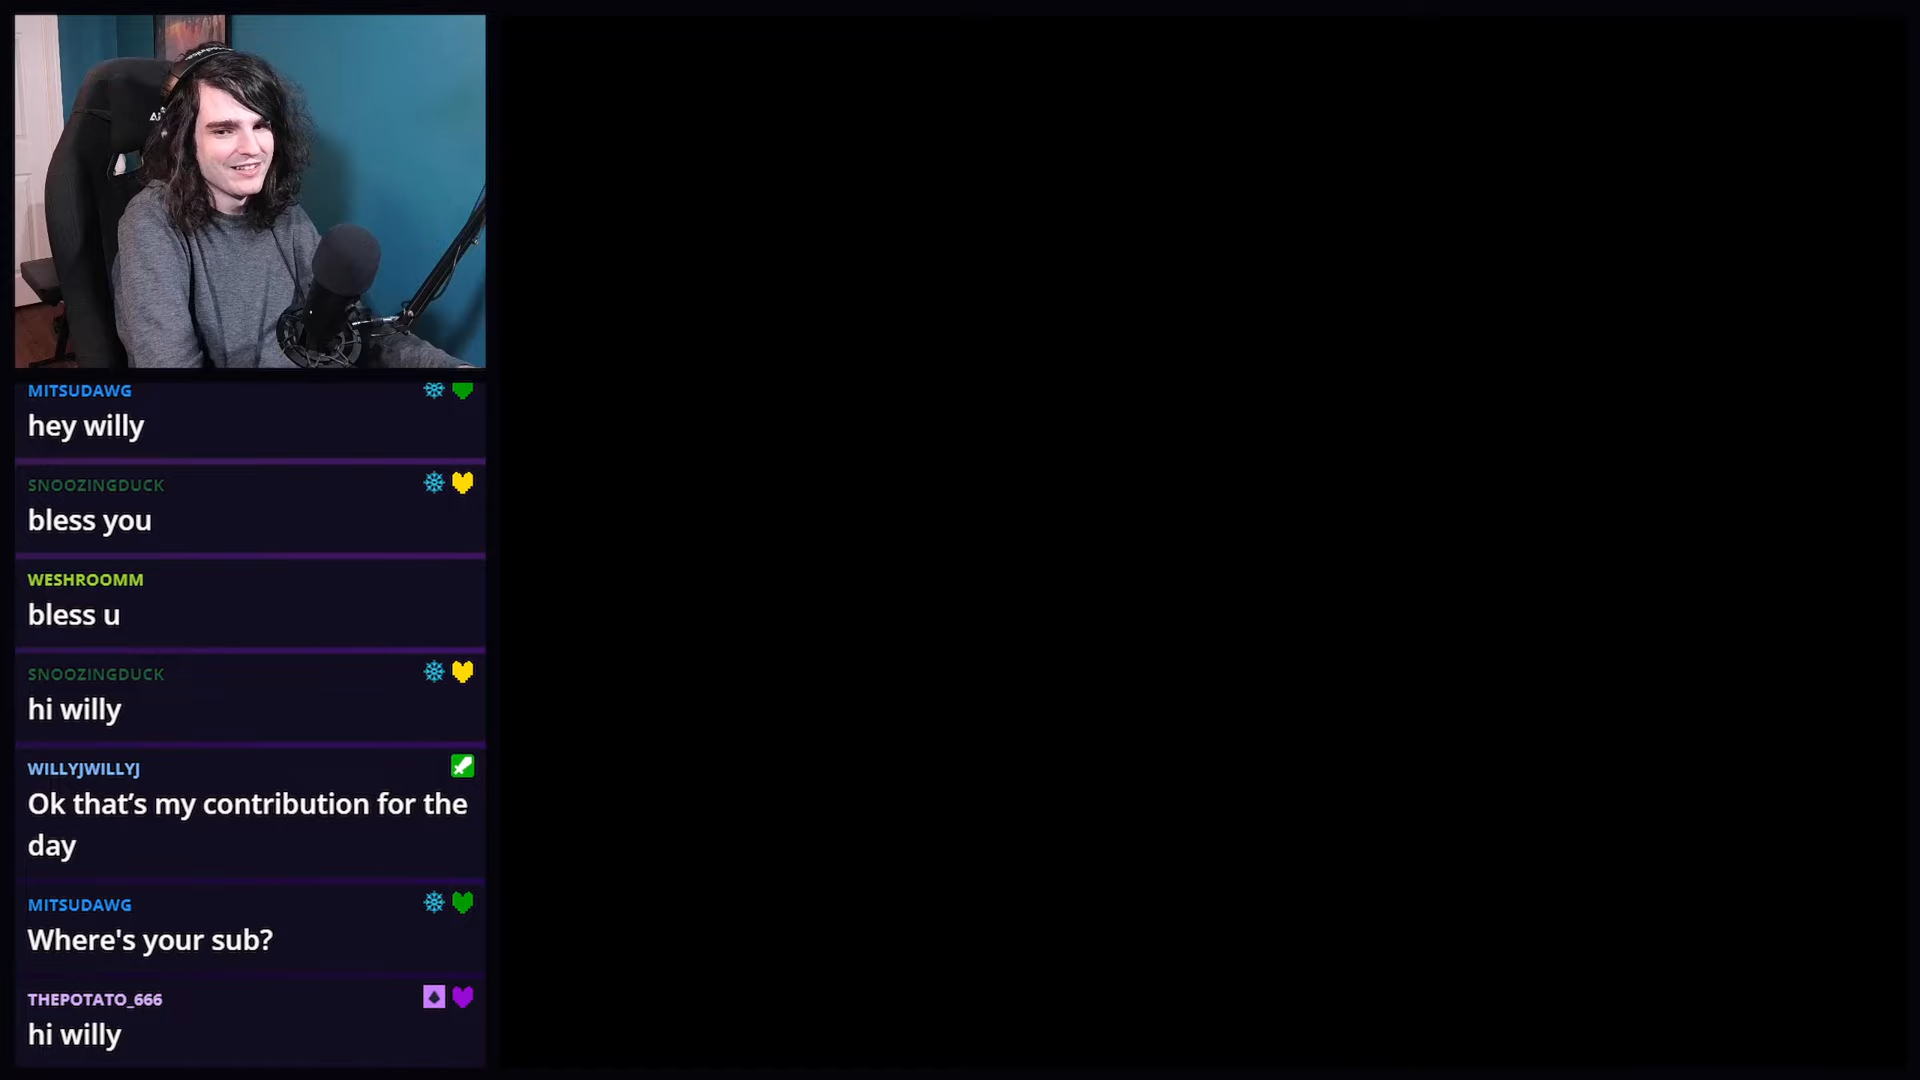 MITSUDAWG
hey willy
SNOOZINGDUCK
bless you
WESHROOMM
bless u
SNOOZINGDUCK
hi willy
WILLYJWILLYJ
Ok that’s my contribution for the
day
MITSUDAWG
Where's your sub?
THEPOTATO_666
hi willy